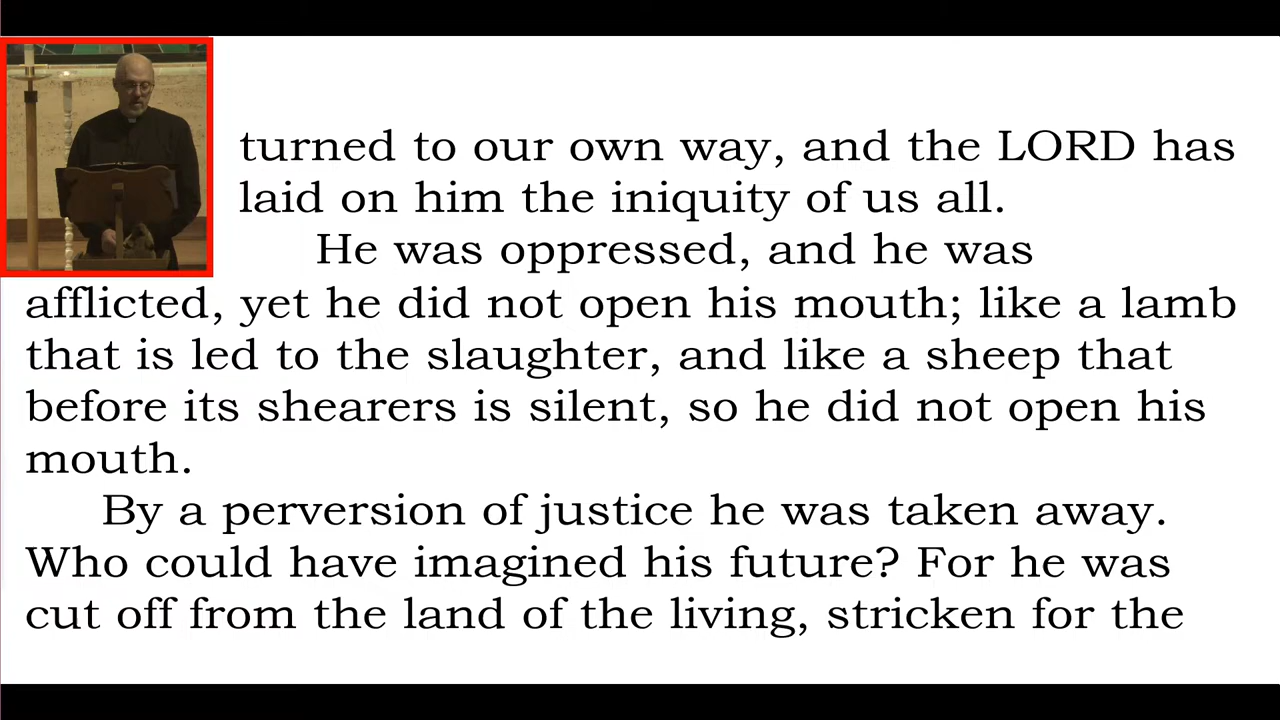 turned to our own way, and the LORD has
laid on him the iniquity of us all.
He was oppressed, and he was
afflicted, yet he did not open his mouth; like a lamb
that is led to the slaughter, and like a sheep that
before its shearers is silent, so he did not open his
mouth.
By a perversion of justice he was taken away.
Who could have imagined his future? For he was
cut off from the land of the living, stricken for the